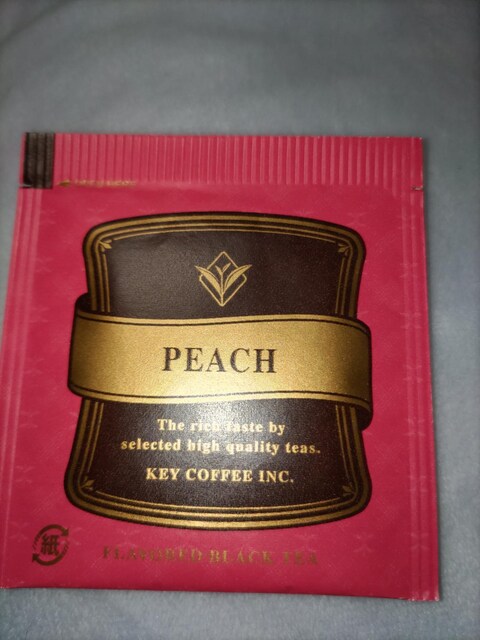 PEACH
The rich taste by
selected high quality teas.
KEY COFFEE INC.
紙
FLAVORED BLACK TEA